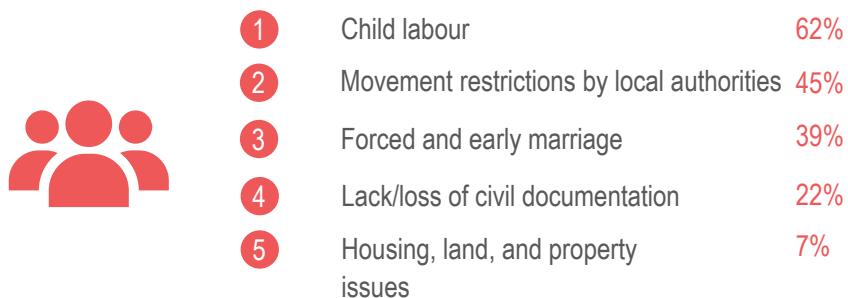 1 Child labour 62%
2 Movement restrictions by local authorities 45%
3 Forced and early marriage 39%
4 Lack/loss of civil documentation 22%
5 Housing, land, and property 7%
issues